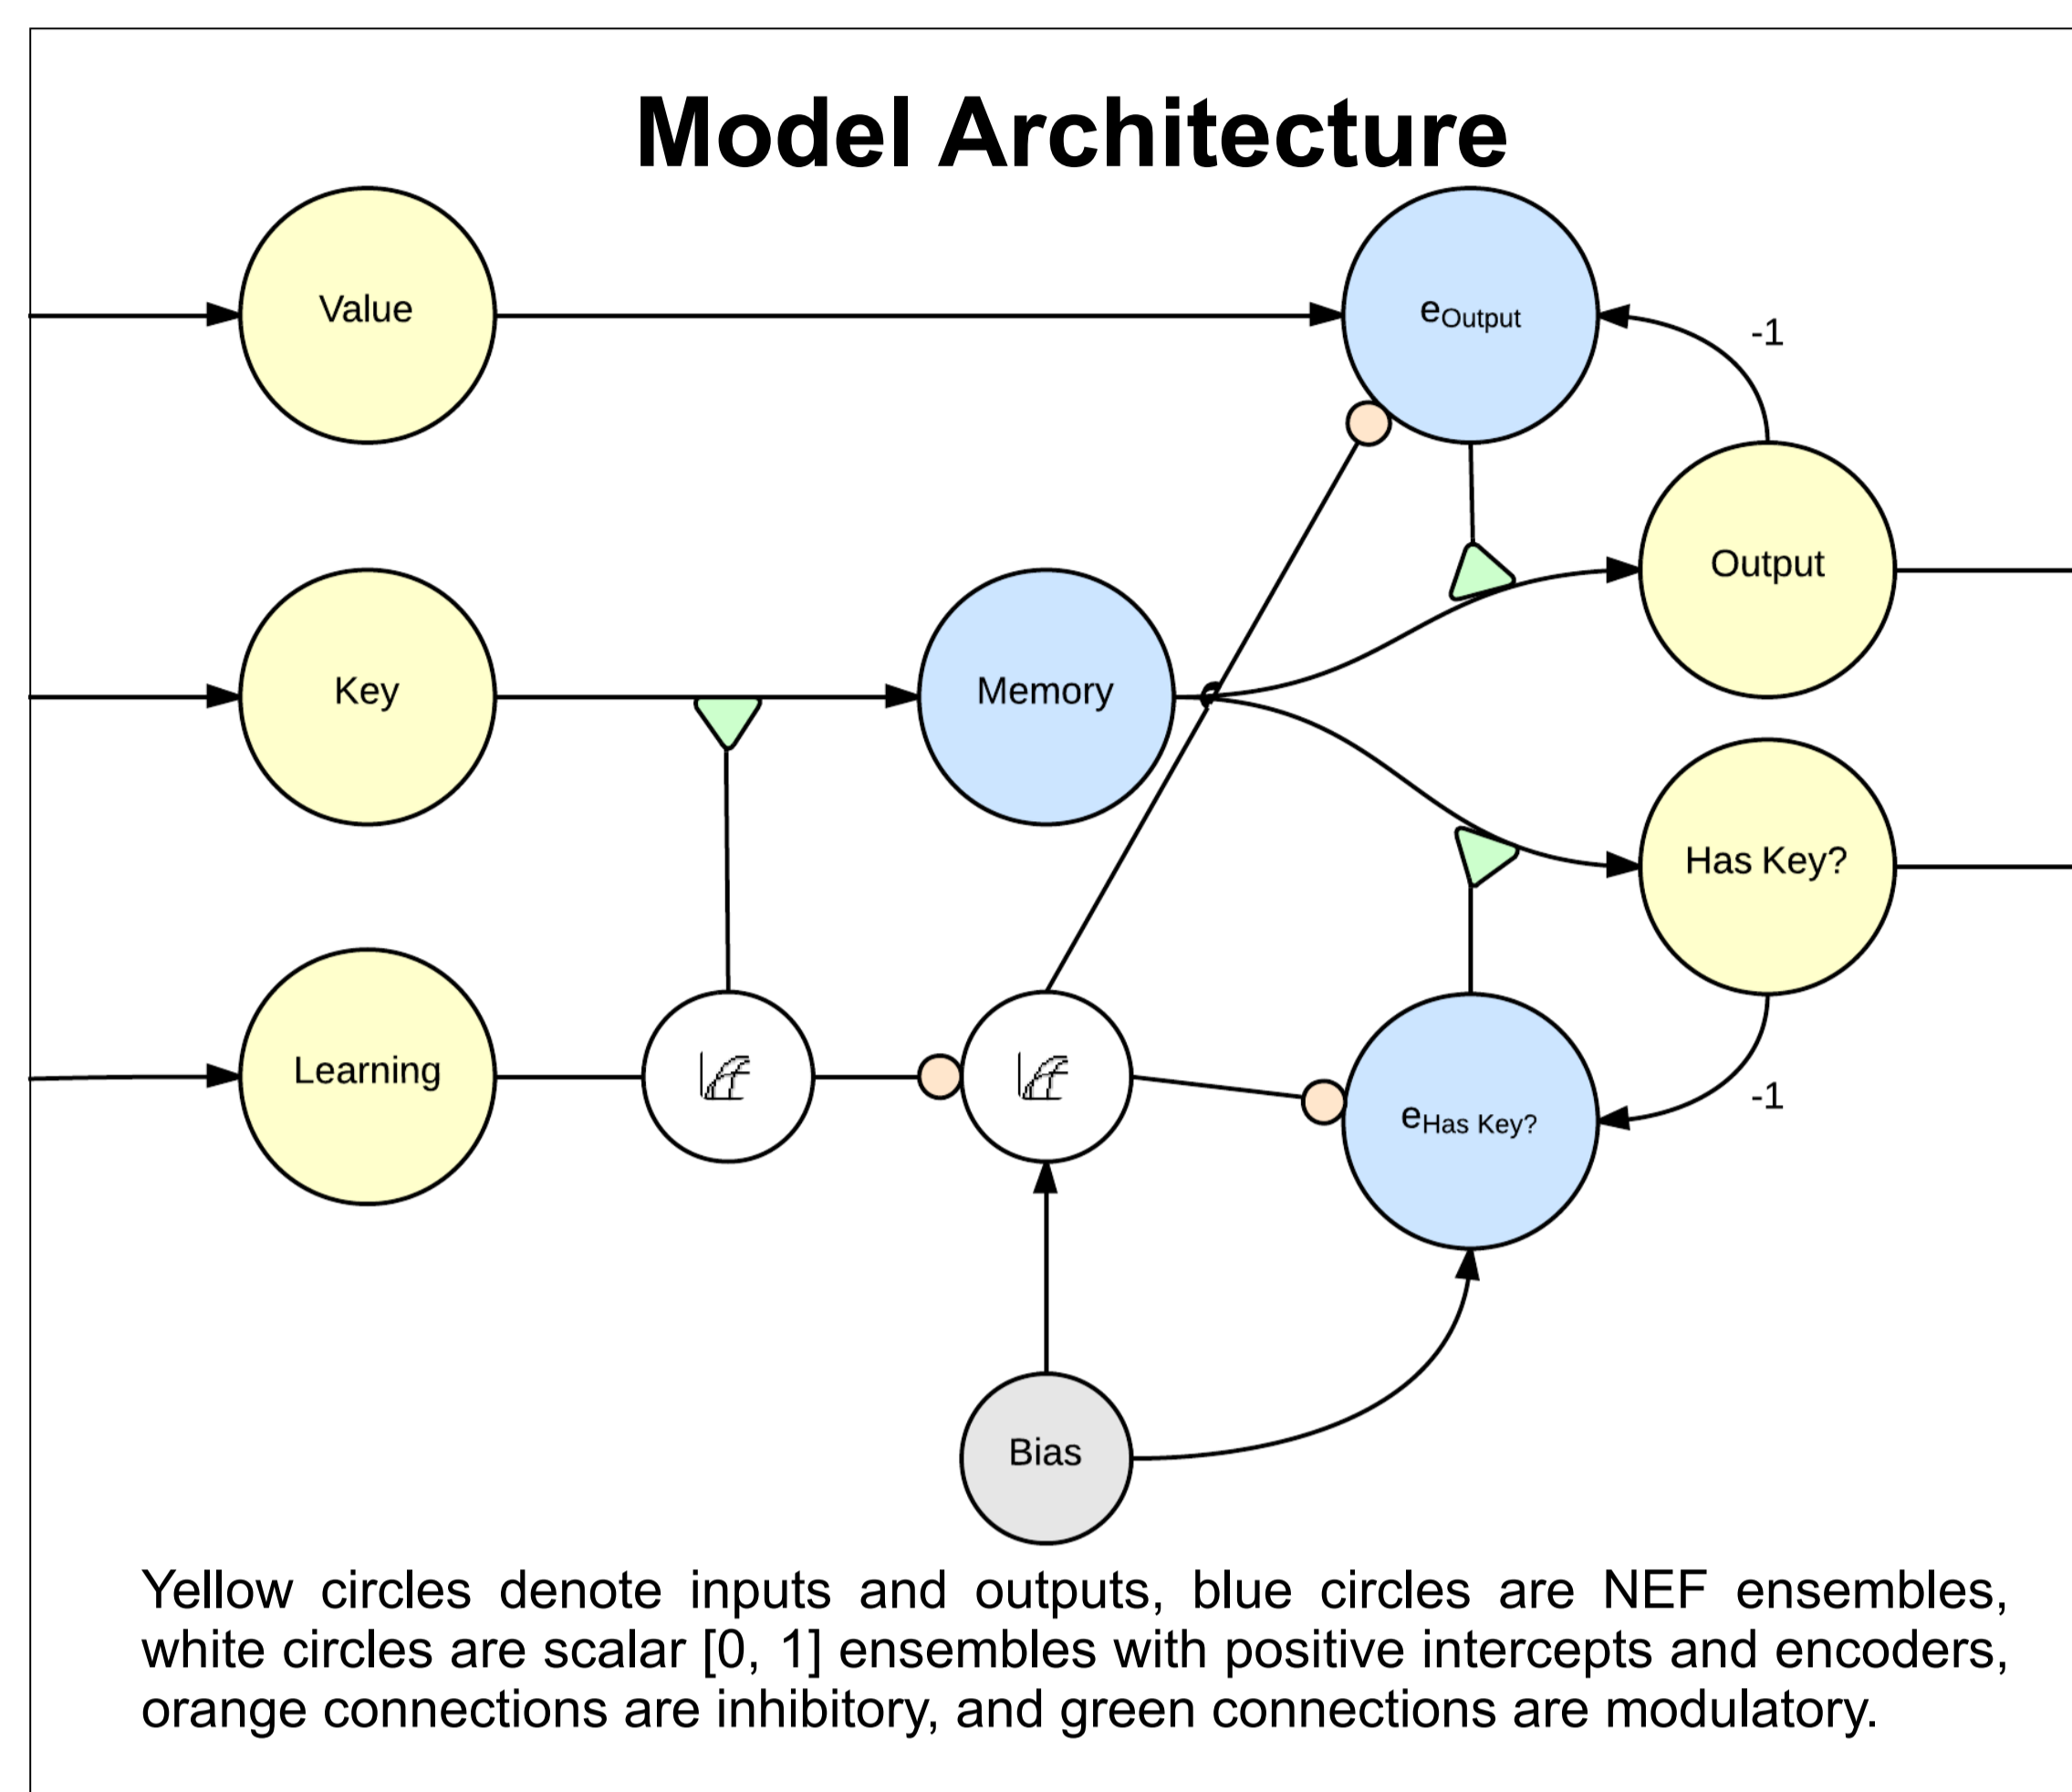 Model Architecture
Value
eOutput
-1
Output
Key
Memory
Has Key?
Learning
eHas Key?
-1
Bias
Yellow circles denote inputs and outputs, blue circles are NEF ensembles,
white circles are scalar [0, 1] ensembles with positive intercepts and encoders,
orange connections are inhibitory, and green connections are modulatory.